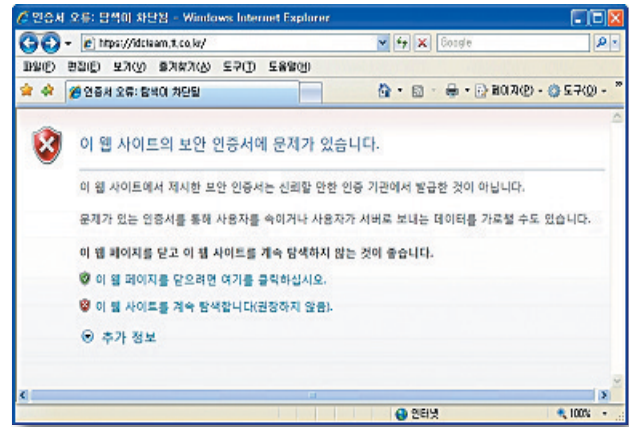 인증서 오류: 탐색이 차단됨 - Windows Internet Explorer
Google
파일(F) 편집(E) 보기(V) 즐겨찾기(A) 도구(T) 도움말(H)
인증서 오류: 탐색이 차단됨
페이지(P) 도구(O)
이 웹 사이트의 보안 인증서에 문제가 있습니다.
이 웹 사이트에서 제시한 보안 인증서는 신뢰할 만한 인증 기관에서 발급한 것이 아닙니다.
문제가 있는 인증서를 통해 사용자를 속이거나 사용자가 서버로 보내는 데이터를 가로챌 수도 있습니다.
이 웹 페이지를 닫고 이 웹 사이트를 계속 탐색하지 않는 것이 좋습니다.
이 웹 페이지를 닫으려면 여기를 클릭하십시오.
이 웹 사이트를 계속 탐색합니다(권장하지 않음).
추가 정보
인터넷
100%